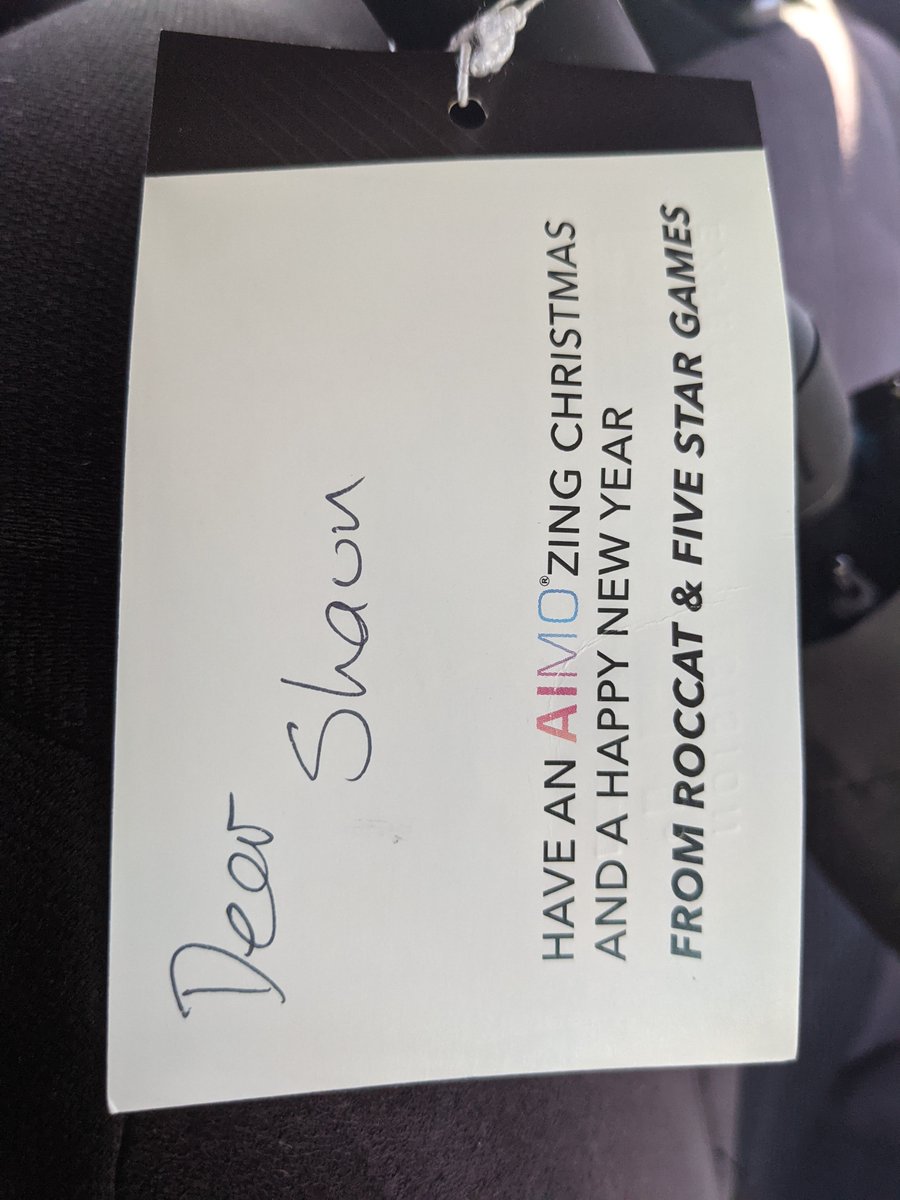 Dear
Shaun
HAVE AN AIMO®ZING CHRISTMAS
AND A HAPPY NEW YEAR
FROM ROCCAT & FIVE STAR GAMES